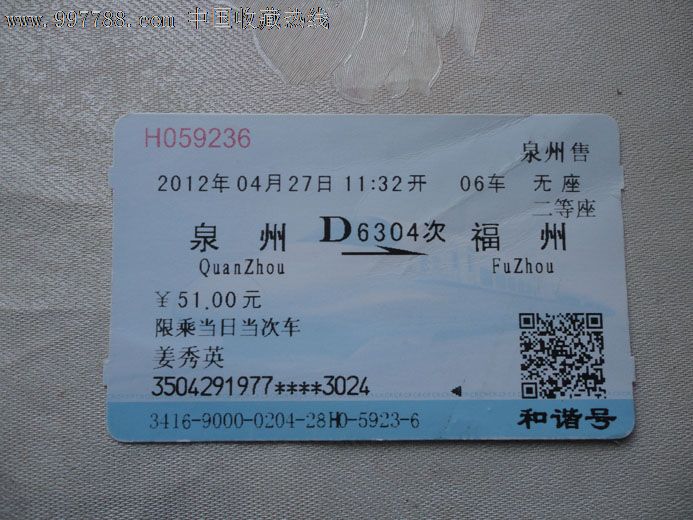 www.997788.com 中国收藏热线
H059236
泉州售
2012年04月27日 11:32开 06车 无座
二等座
泉州 D6304次 福州
QuanZhou FuZhou
￥51.00元
限乘当日当次车
姜秀英
3504291977****3024
3416-9000-0204-28H0-5923-6 和谐号